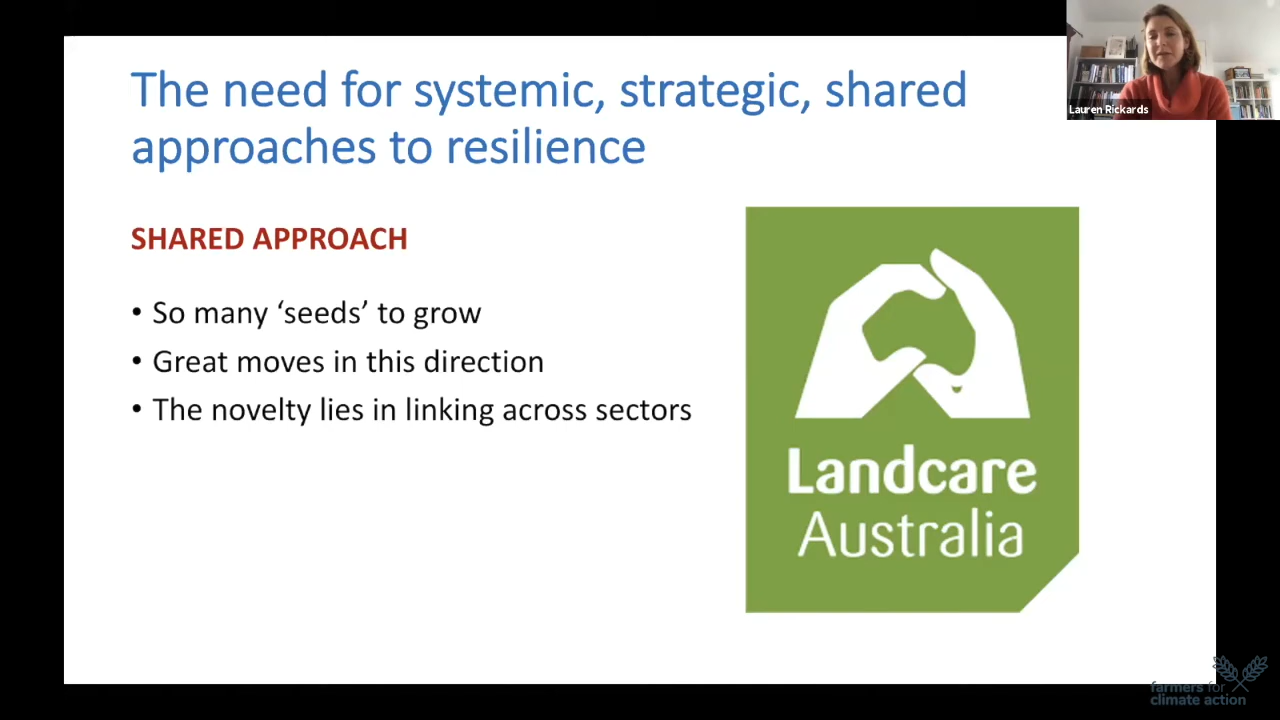 The need for systemic, strategic, shared
approaches to resilience
Lauren Rickards
SHARED APPROACH
• So many ‘seeds’ to grow
• Great moves in this direction
• The novelty lies in linking across sectors
Landcare
Australia
farmers for
climate action